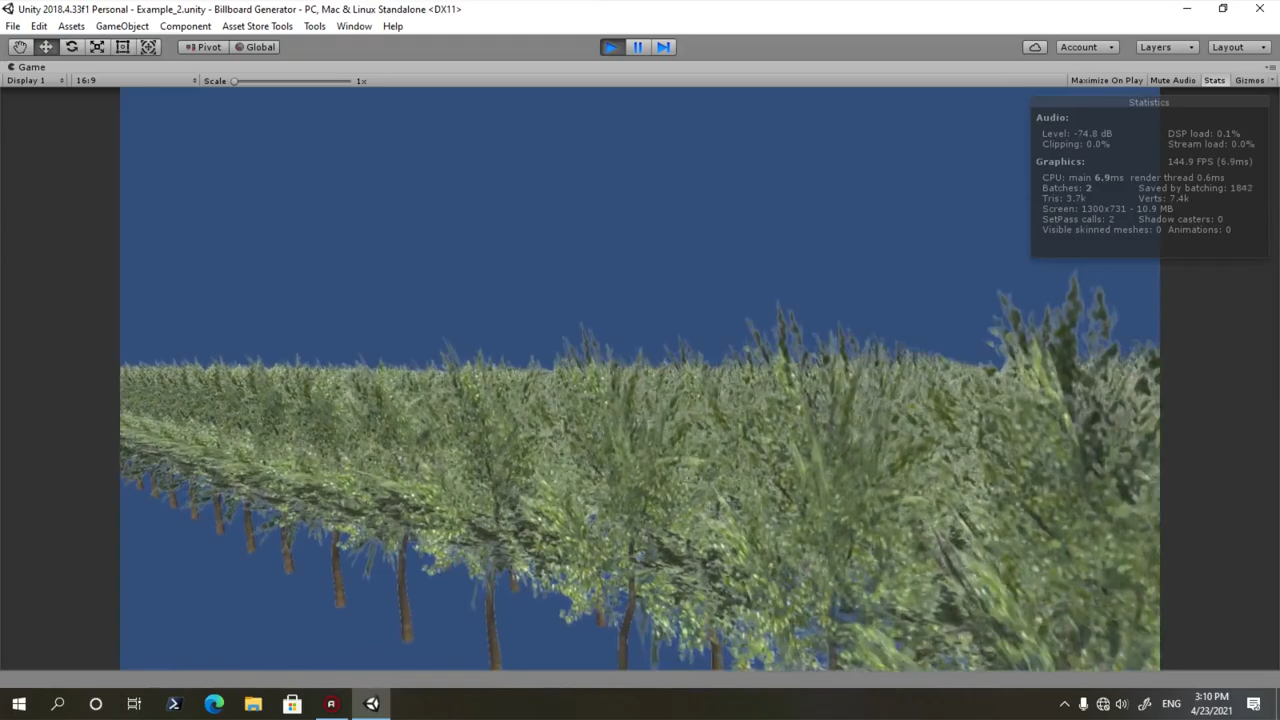 Unity 2018.4.33f1 Personal - Example_2.unity - Billboard Generator - PC, Mac & Linux Standalone <DX11>
File Edit Assets GameObject Component Asset Store Tools Tools Window Help
Pivot Global Account Layers Layout
Game
Display 1 16:9 Scale 1x Maximize On Play Mute Audio Stats Gizmos
Statistics
Audio:
Level: -74.8 dB DSP load: 0.1%
Clipping: 0.0% Stream load: 0.0%
Graphics: 144.9 FPS (6.9ms)
CPU: main 6.9ms render thread 0.6ms
Batches: 2 Saved by batching: 1842
Tris: 3.7k Verts: 7.4k
Screen: 1300x731 - 10.9 MB
SetPass calls: 2 Shadow casters: 0
Visible skinned meshes: 0 Animations: 0
ENG
3:10 PM
4/23/2021